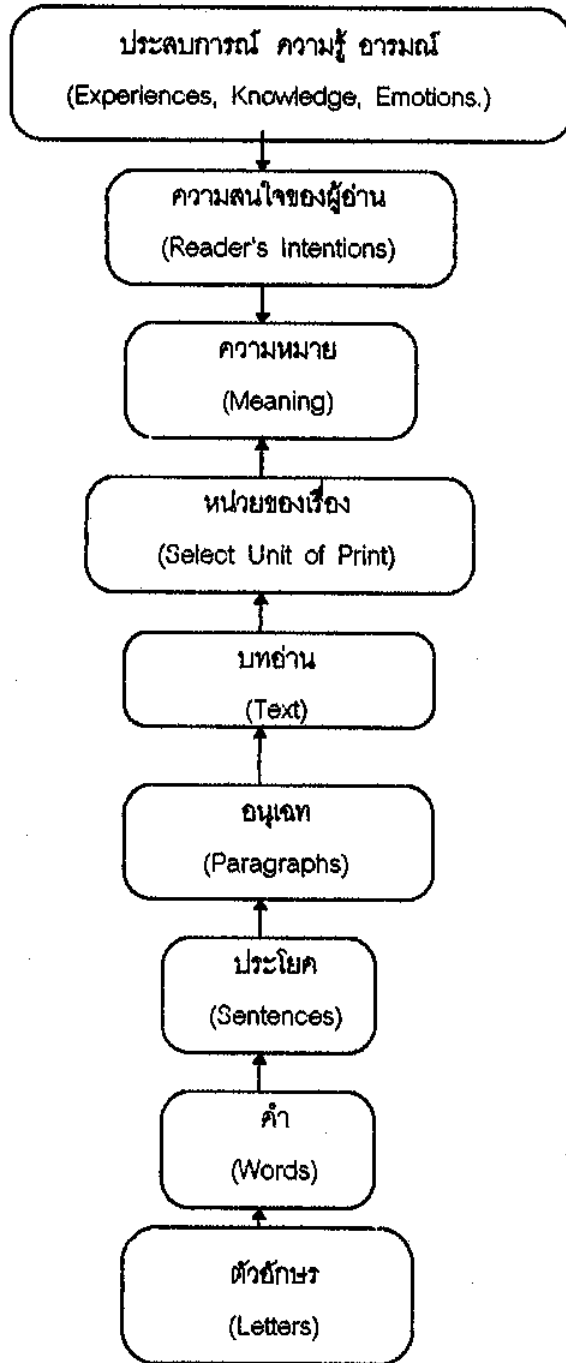 ประสบการณ์ ความรู้ อารมณ์
(Experiences, Knowledge, Emotions.)
ความสนใจของผู้อ่าน
(Reader's Intentions)
ความหมาย
(Meaning)
หน่วยของเรื่อง
(Select Unit of Print)
บทอ่าน
(Text)
อนุเฉท
(Paragraphs)
ประโยค
(Sentences)
คำ
(Words)
ตัวอักษร
(Letters)